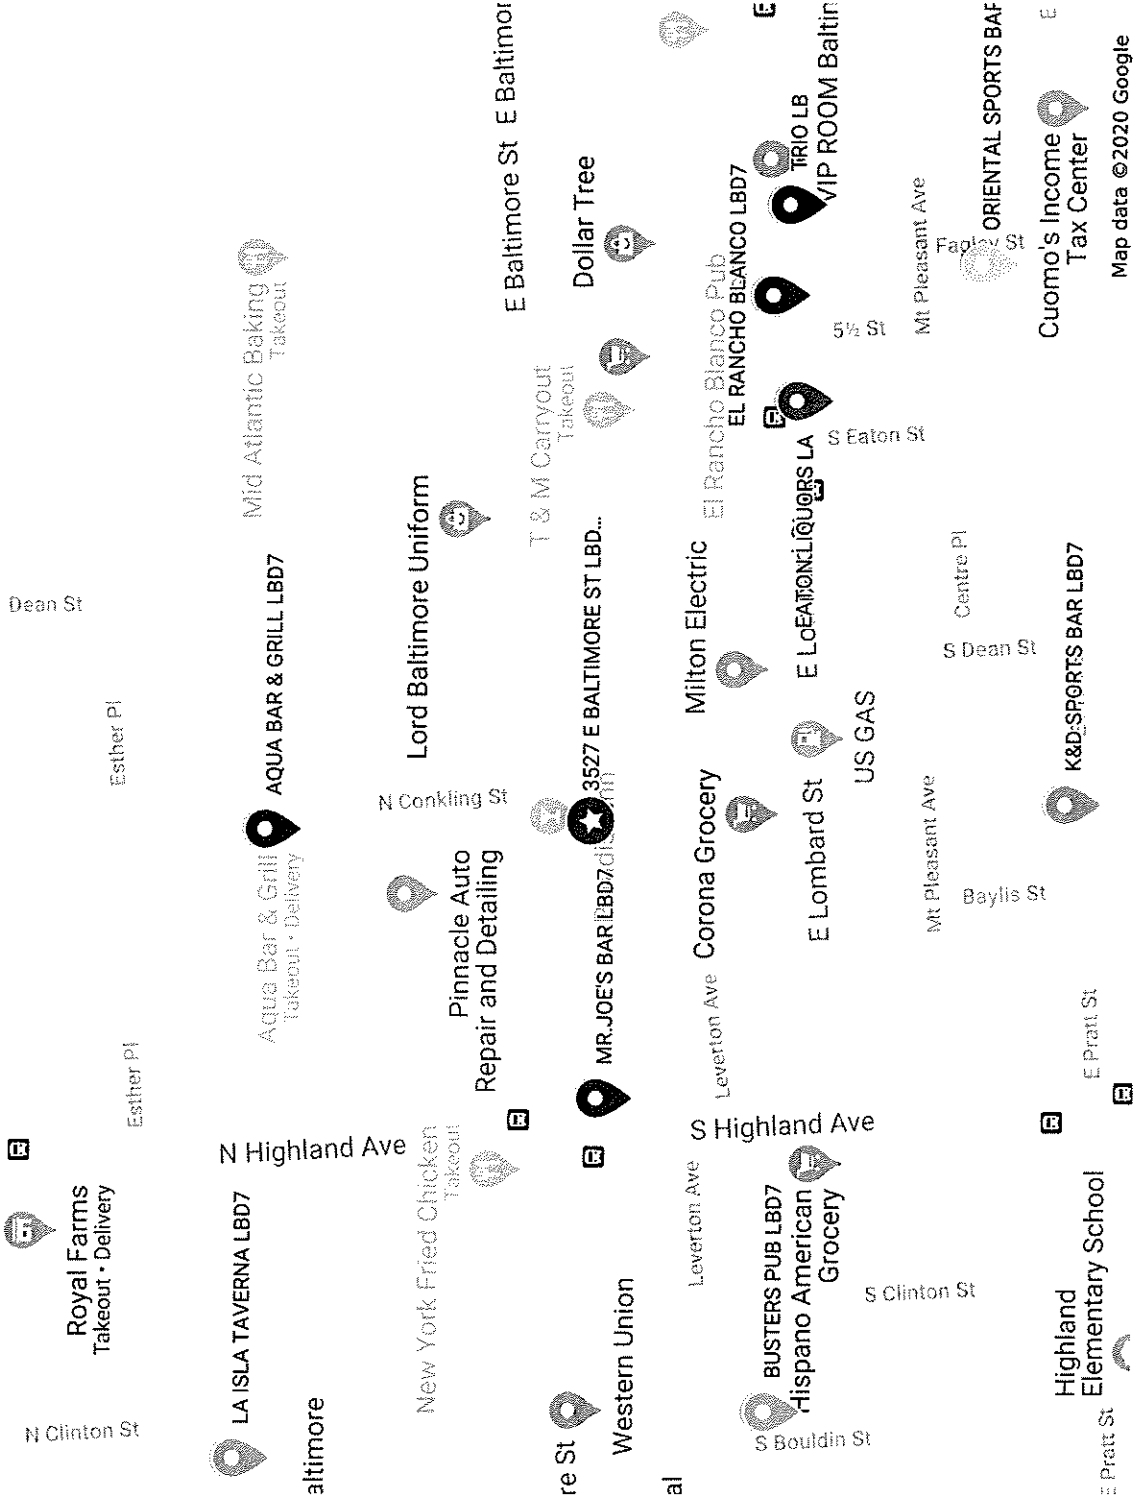 N Clinton St
Royal Farms
Takeout • Delivery
Esther Pl
Esther Pl
Dean St
LA ISLA TAVERNA LBD7
N Highland Ave
Aqua Bar & Grill
Takeout • Delivery
AQUA BAR & GRILL LBD7
Mid Atlantic Baking
Takeout
altimore
New York Fried Chicken
Takeout
Pinnacle Auto
Repair and Detailing
N Conkling St
Lord Baltimore Uniform
T & M Carryout
Takeout
E Baltimore St
E Baltimor
re St
Western Union
MR.JOE'S BAR LBD7
3527 E BALTIMORE ST LBD...
Dollar Tree
al
Leverton Ave
S Highland Ave
Leverton Ave
Corona Grocery
Milton Electric
El Rancho Blanco Pub
EL RANCHO BLANCO LBD7
TRIO LB
VIP ROOM Baltin
S Bouldin St
BUSTERS PUB LBD7
Hispano American
Grocery
E Lombard St
US GAS
EATON LIQUORS LA
S Eaton St
5½ St
S Clinton St
Mt Pleasant Ave
Baylis St
S Dean St
Centre Pl
Mt Pleasant Ave
Fagley St
ORIENTAL SPORTS BAR
E Pratt St
Highland
Elementary School
E Pratt St
K&D SPORTS BAR LBD7
Cuomo's Income
Tax Center
E
Map data ©2020 Google